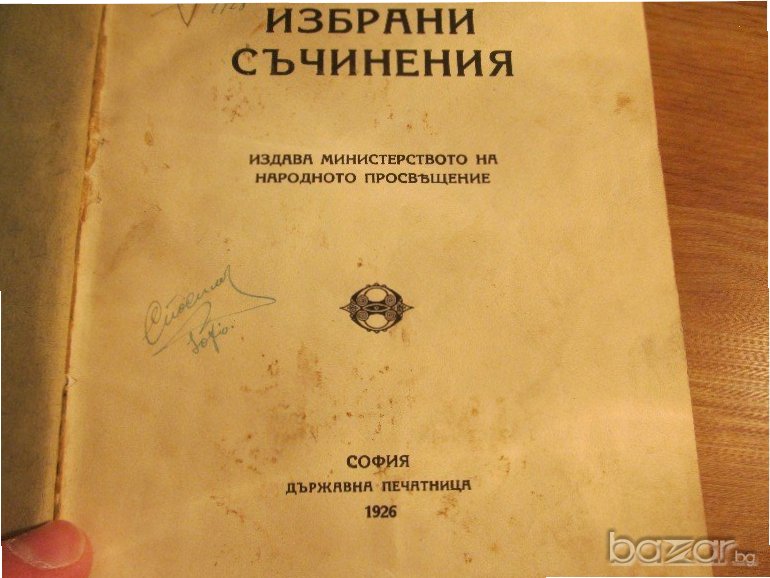 ИЗБРАНИ
СЪЧИНЕНИЯ
ИЗДАВА МИНИСТЕРСТВОТО НА
НАРОДНОТО ПРОСВѢЩЕНИЕ
СОФИЯ
ДЪРЖАВНА ПЕЧАТНИЦА
1926
bazar.bg